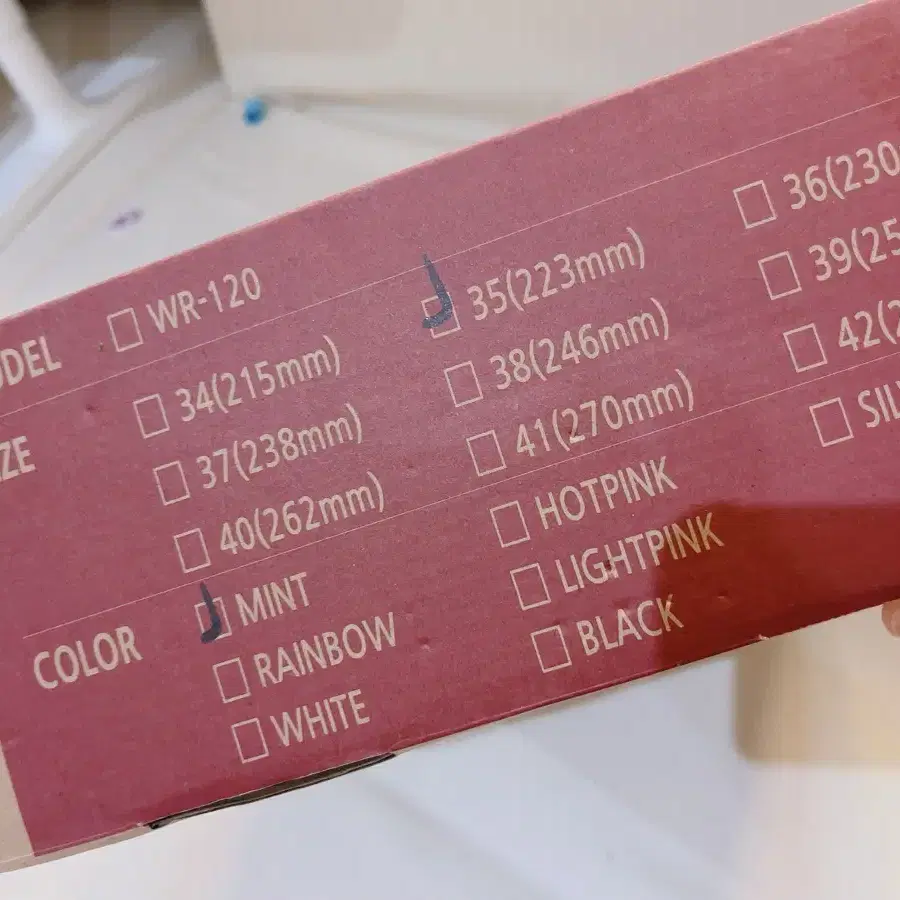 ODEL WR-120
ZE 34(215mm) 35(223mm) 36(230
37(238mm) 38(246mm) 39(25
40(262mm) 41(270mm) 42(2
COLOR MINT HOTPINK SIL
RAINBOW LIGHTPINK
WHITE BLACK